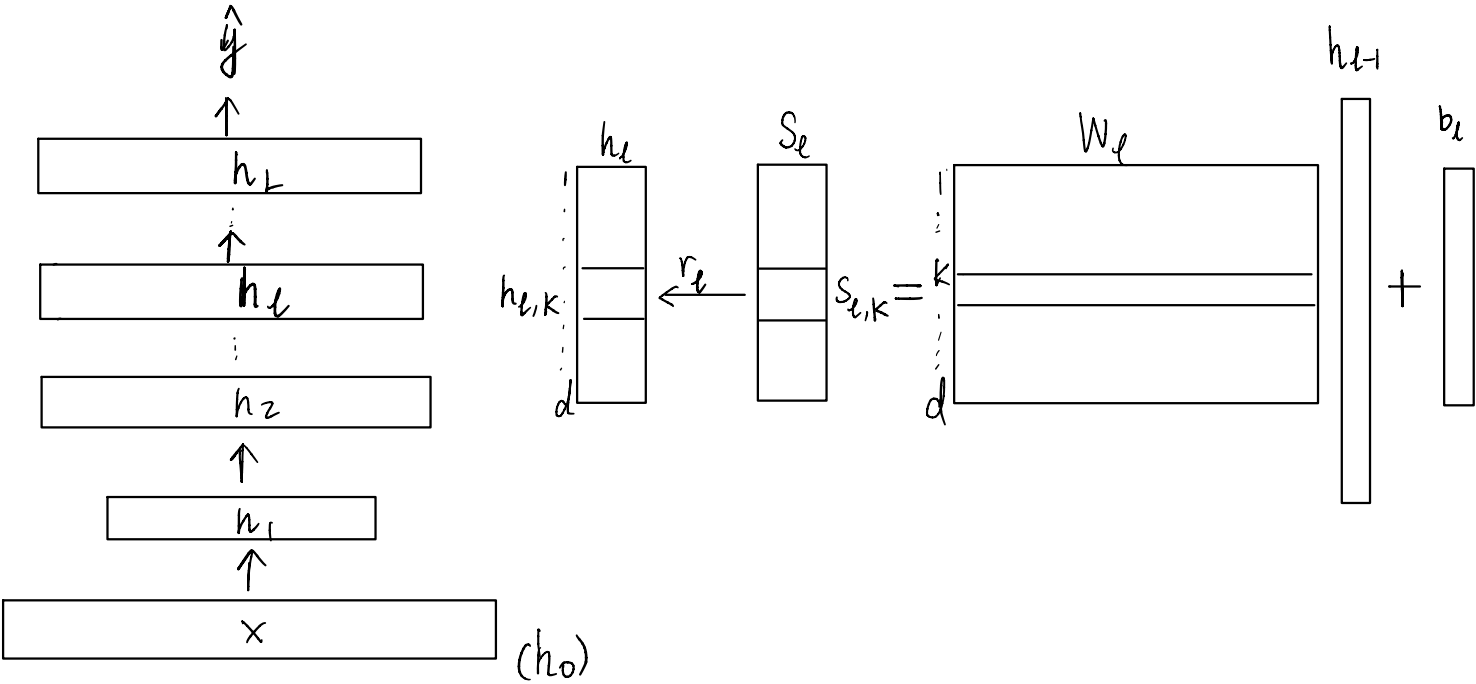 ŷ
h_L
h_l
h_2
h_1
x
(h_0)
h_l
1
h_l,k
d
r_l
S_l
S_l,k =
W_l
1
k
d
h_l-1
+
b_l